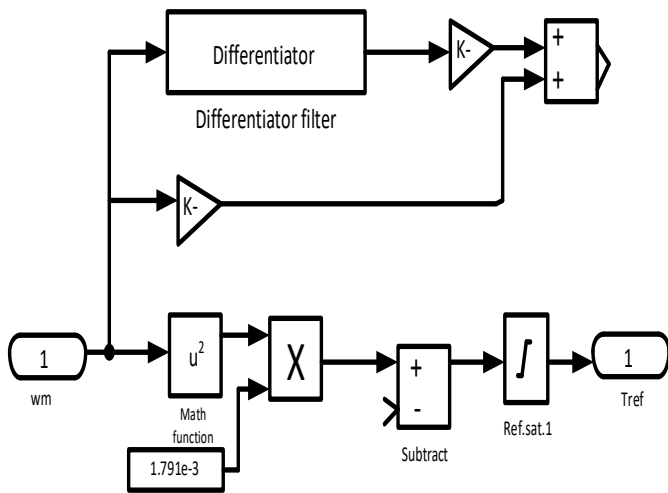 Differentiator
K-
+
+
Differentiator filter
K-
1
wm
u²
Math
function
X
1.791e-3
+
-
Subtract
Ref.sat.1
1
Tref